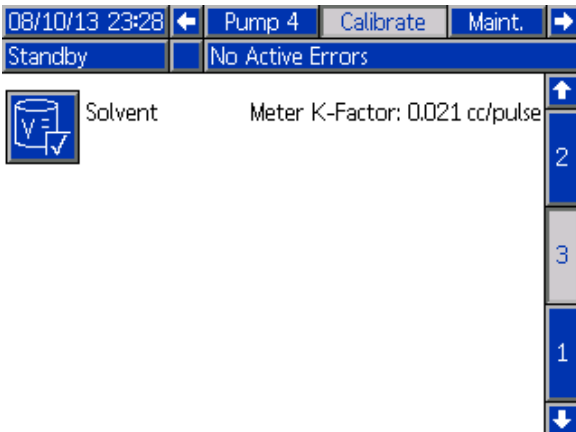 08/10/13 23:28 Pump 4 Calibrate Maint.
Standby No Active Errors
V= Solvent Meter K-Factor: 0.021 cc/pulse
2
3
1